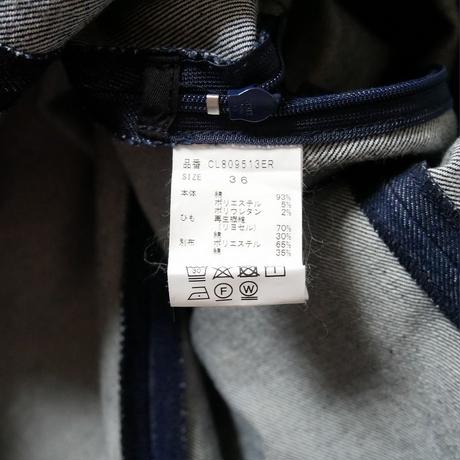 品番 CL809513ER
SIZE 36
本体 綿 93%
ポリエステル 5%
ポリウレタン 2%
ひも 再生繊維
(リヨセル) 70%
綿 30%
別布 ポリエステル 65%
綿 35%
30
F W